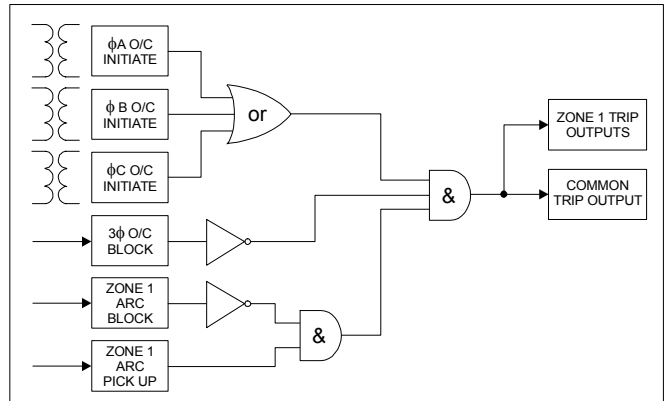 ϕA O/C
INITIATE
ϕ B O/C
INITIATE
ϕC O/C
INITIATE
or
3ϕ O/C
BLOCK
ZONE 1
ARC
BLOCK
ZONE 1
ARC
PICK UP
&
&
ZONE 1 TRIP
OUTPUTS
COMMON
TRIP OUTPUT